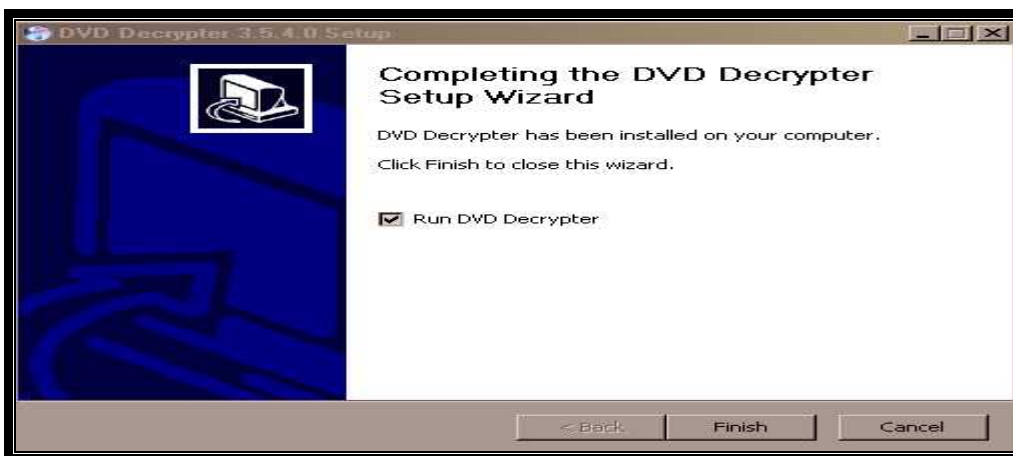 DVD Decrypter 3.5.4.0 Setup
Completing the DVD Decrypter
Setup Wizard
DVD Decrypter has been installed on your computer.
Click Finish to close this wizard.
Run DVD Decrypter
< Back Finish Cancel